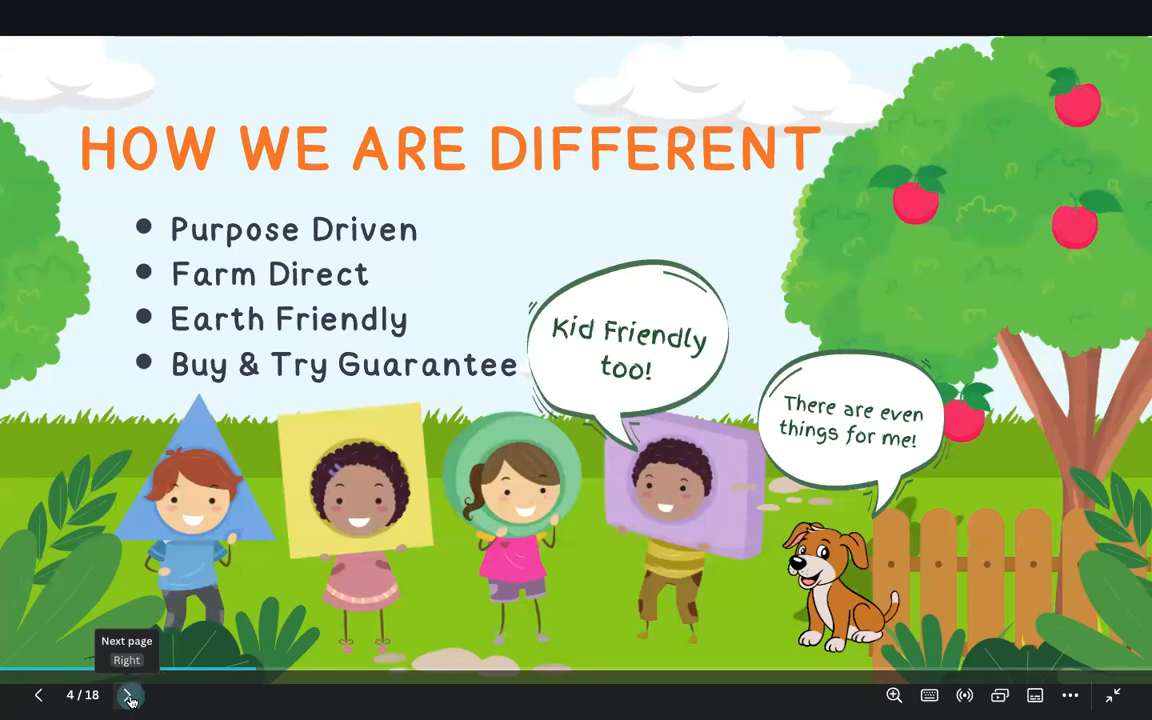 HOW WE ARE DIFFERENT
Purpose Driven
Farm Direct
Earth Friendly
Buy & Try Guarantee
Kid Friendly
too!
There are even
things for me!
Next page
Right
4 / 18